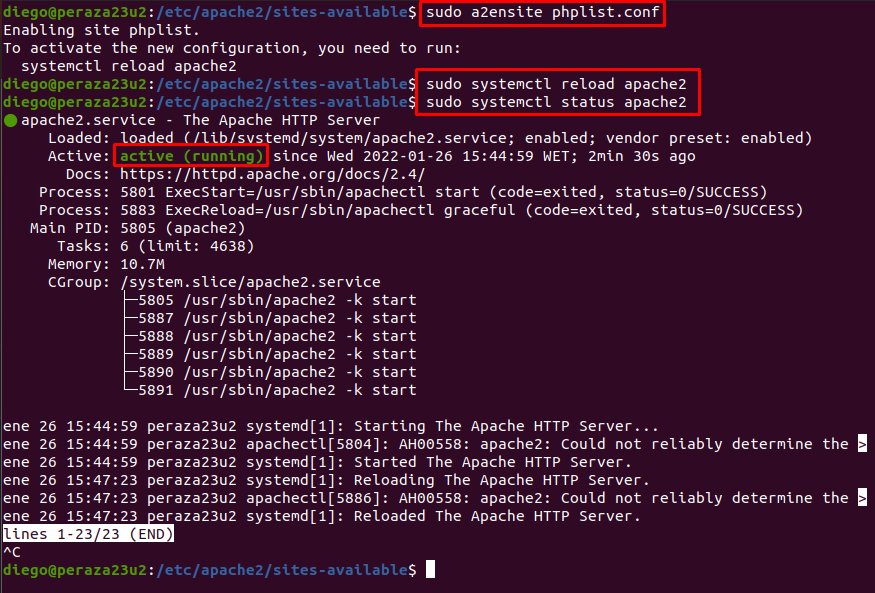 diego@peraza23u2:/etc/apache2/sites-available$ sudo a2ensite phplist.conf
Enabling site phplist.
To activate the new configuration, you need to run:
  systemctl reload apache2
diego@peraza23u2:/etc/apache2/sites-available$ sudo systemctl reload apache2
diego@peraza23u2:/etc/apache2/sites-available$ sudo systemctl status apache2
● apache2.service - The Apache HTTP Server
     Loaded: loaded (/lib/systemd/system/apache2.service; enabled; vendor preset: enabled)
     Active: active (running) since Wed 2022-01-26 15:44:59 WET; 2min 30s ago
       Docs: https://httpd.apache.org/docs/2.4/
    Process: 5801 ExecStart=/usr/sbin/apachectl start (code=exited, status=0/SUCCESS)
    Process: 5883 ExecReload=/usr/sbin/apachectl graceful (code=exited, status=0/SUCCESS)
   Main PID: 5805 (apache2)
      Tasks: 6 (limit: 4638)
     Memory: 10.7M
     CGroup: /system.slice/apache2.service
             ├─5805 /usr/sbin/apache2 -k start
             ├─5887 /usr/sbin/apache2 -k start
             ├─5888 /usr/sbin/apache2 -k start
             ├─5889 /usr/sbin/apache2 -k start
             ├─5890 /usr/sbin/apache2 -k start
             └─5891 /usr/sbin/apache2 -k start

ene 26 15:44:59 peraza23u2 systemd[1]: Starting The Apache HTTP Server...
ene 26 15:44:59 peraza23u2 apachectl[5804]: AH00558: apache2: Could not reliably determine the >
ene 26 15:44:59 peraza23u2 systemd[1]: Started The Apache HTTP Server.
ene 26 15:47:23 peraza23u2 systemd[1]: Reloading The Apache HTTP Server.
ene 26 15:47:23 peraza23u2 apachectl[5886]: AH00558: apache2: Could not reliably determine the >
ene 26 15:47:23 peraza23u2 systemd[1]: Reloaded The Apache HTTP Server.
lines 1-23/23 (END)
^C
diego@peraza23u2:/etc/apache2/sites-available$